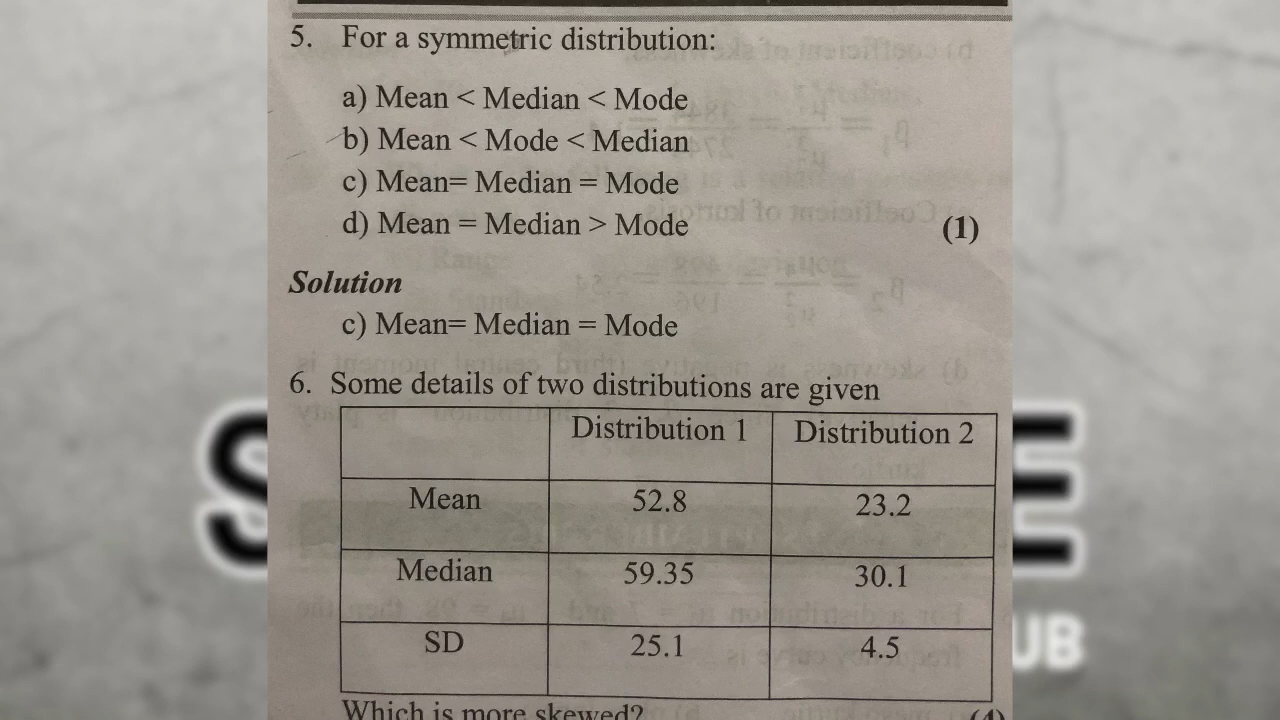 5. For a symmetric distribution:
a) Mean < Median < Mode
b) Mean < Mode < Median
c) Mean= Median = Mode
d) Mean = Median > Mode (1)
Solution
c) Mean= Median = Mode
6. Some details of two distributions are given
Distribution 1 Distribution 2
Mean 52.8 23.2
Median 59.35 30.1
SD 25.1 4.5
Which is more skewed? (4)
S E
UB